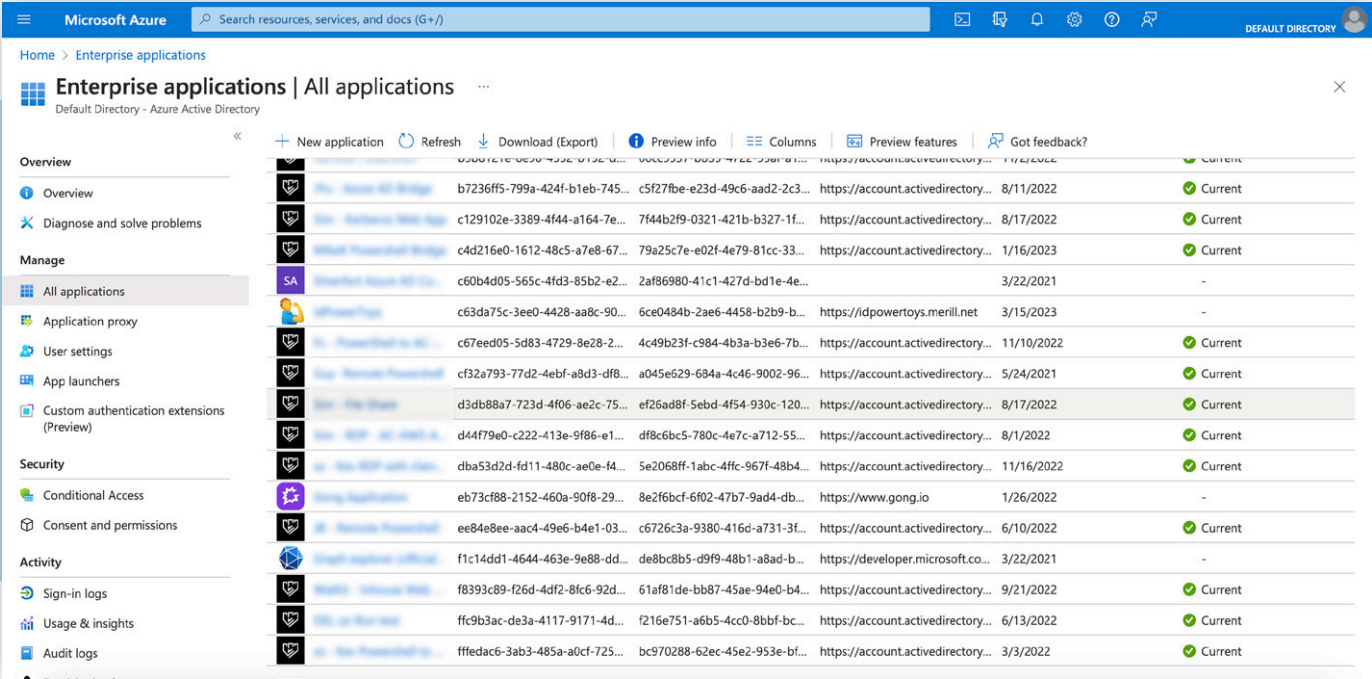 Microsoft Azure
Search resources, services, and docs (G+/)
DEFAULT DIRECTORY
Home > Enterprise applications
Enterprise applications | All applications ...
Default Directory - Azure Active Directory
«
New application Refresh Download (Export) Preview info Columns Preview features Got feedback?
Overview
Overview
Diagnose and solve problems
Manage
All applications
Application proxy
User settings
App launchers
Custom authentication extensions
(Preview)
Security
Conditional Access
Consent and permissions
Activity
Sign-in logs
Usage & insights
Audit logs
11/2/2022 Current
b7236ff5-799a-424f-b1eb-745... c5f27fbe-e23d-49c6-aad2-2c3... https://account.activedirectory... 8/11/2022 Current
c129102e-3389-4f44-a164-7e... 7f44b2f9-0321-421b-b327-1f... https://account.activedirectory... 8/17/2022 Current
c4d216e0-1612-48c5-a7e8-67... 79a25c7e-e02f-4e79-81cc-33... https://account.activedirectory... 1/16/2023 Current
SA c60b4d05-565c-4fd3-85b2-e2... 2af86980-41c1-427d-bd1e-4e... 3/22/2021 -
c63da75c-3ee0-4428-aa8c-90... 6ce0484b-2ae6-4458-b2b9-b... https://idpowertoys.merill.net 3/15/2023 -
c67eed05-5d83-4729-8e28-2... 4c49b23f-c984-4b3a-b3e6-7b... https://account.activedirectory... 11/10/2022 Current
cf32a793-77d2-4ebf-a8d3-df8... a045e629-684a-4c46-9002-96... https://account.activedirectory... 5/24/2021 Current
d3db88a7-723d-4f06-ae2c-75... ef26ad8f-5ebd-4f54-930c-120... https://account.activedirectory... 8/17/2022 Current
d44f79e0-c222-413e-9f86-e1... df8c6bc5-780c-4e7c-a712-55... https://account.activedirectory... 8/1/2022 Current
dba53d2d-fd11-480c-ae0e-f4... 5e2068ff-1abc-4ffc-967f-48b4... https://account.activedirectory... 11/16/2022 Current
eb73cf88-2152-460a-90f8-29... 8e2f6bcf-6f02-47b7-9ad4-db... https://www.gong.io 1/26/2022 -
ee84e8ee-aac4-49e6-b4e1-03... c6726c3a-9380-416d-a731-3f... https://account.activedirectory... 6/10/2022 Current
f1c14dd1-4644-463e-9e88-dd... de8bc8b5-d9f9-48b1-a8ad-b... https://developer.microsoft.co... 3/22/2021 -
f8393c89-f26d-4df2-8fc6-92d... 61af81de-bb87-45ae-94e0-b4... https://account.activedirectory... 9/21/2022 Current
ffc9b3ac-de3a-4117-9171-4d... f216e751-a6b5-4cc0-8bbf-bc... https://account.activedirectory... 6/13/2022 Current
fffedac6-3ab3-485a-a0cf-725... bc970288-62ec-45e2-953e-bf... https://account.activedirectory... 3/3/2022 Current